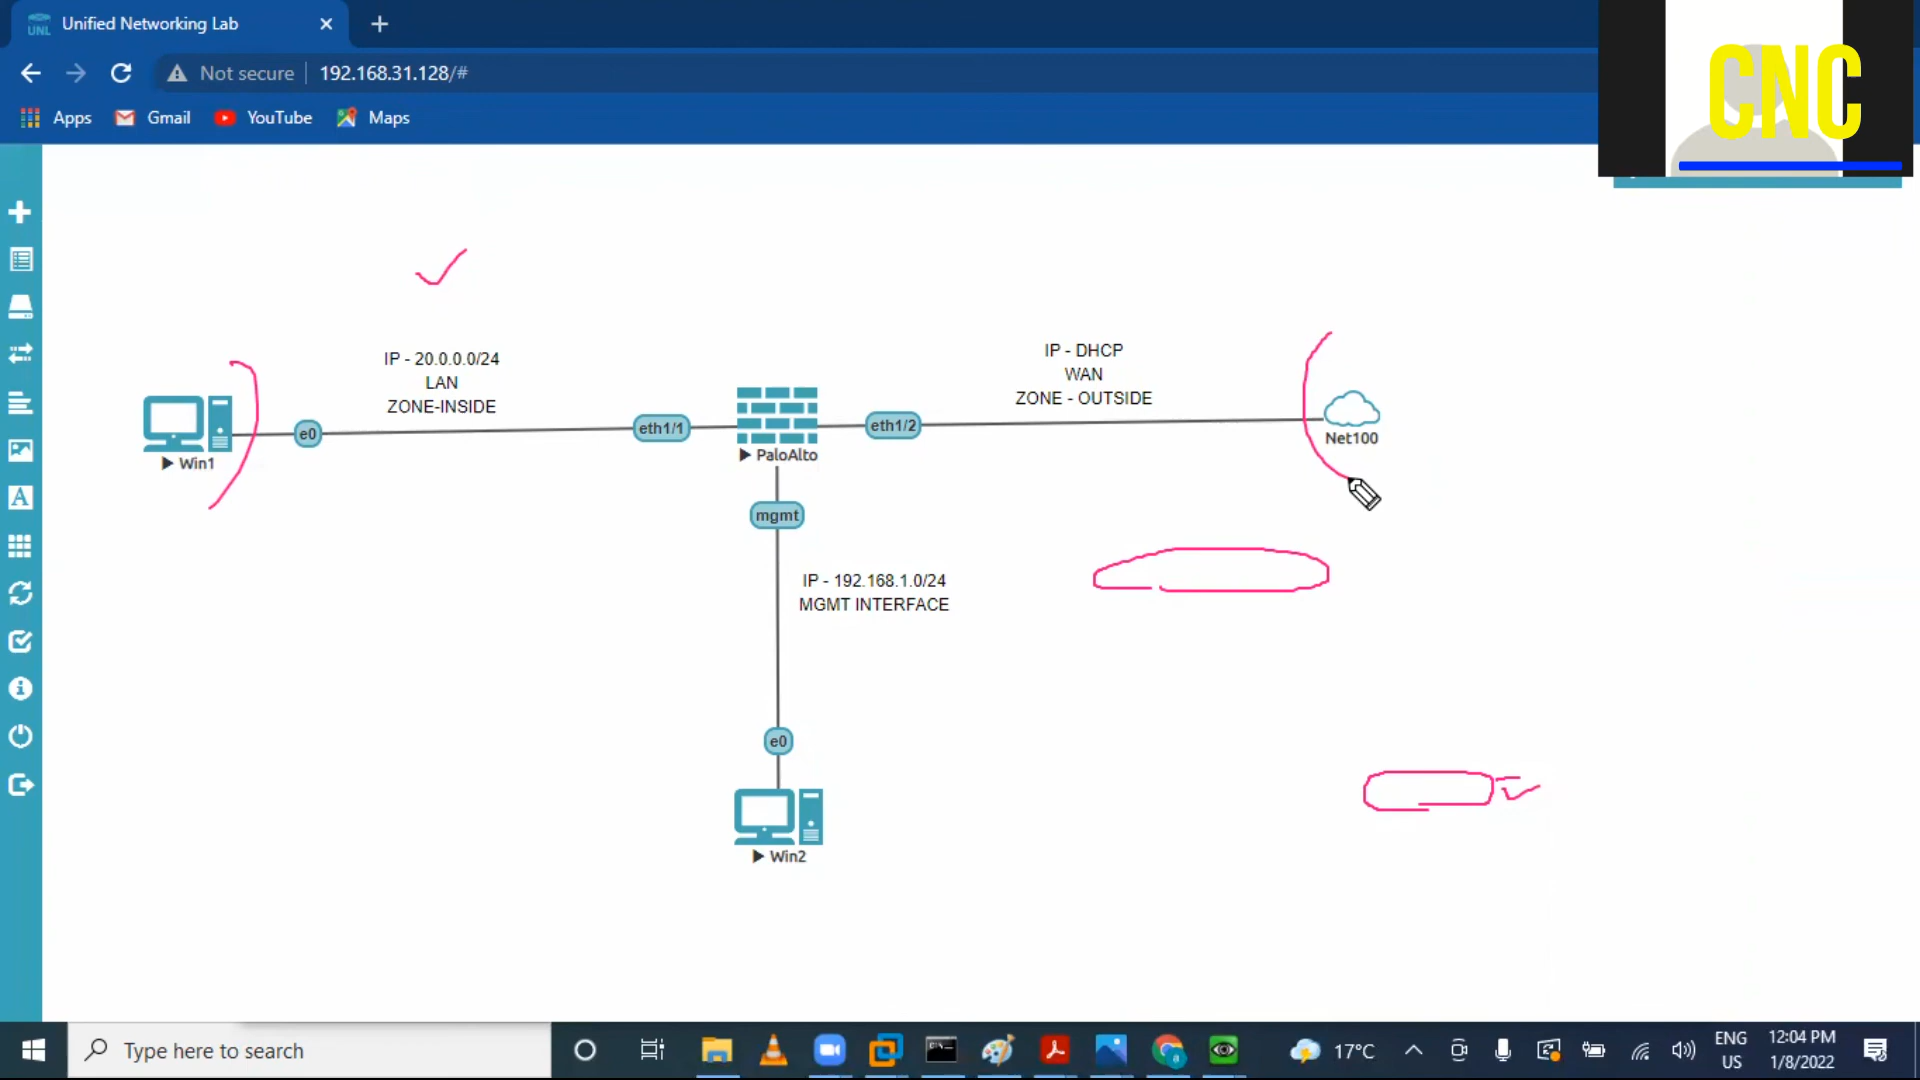 UNL
Unified Networking Lab
Not secure
192.168.31.128/#
Apps
Gmail
YouTube
Maps
CNC
IP - 20.0.0.0/24
LAN
ZONE-INSIDE
IP - DHCP
WAN
ZONE - OUTSIDE
e0
eth1/1
eth1/2
Win1
PaloAlto
Net100
mgmt
IP - 192.168.1.0/24
MGMT INTERFACE
e0
Win2
Type here to search
17°C
ENG
US
12:04 PM
1/8/2022